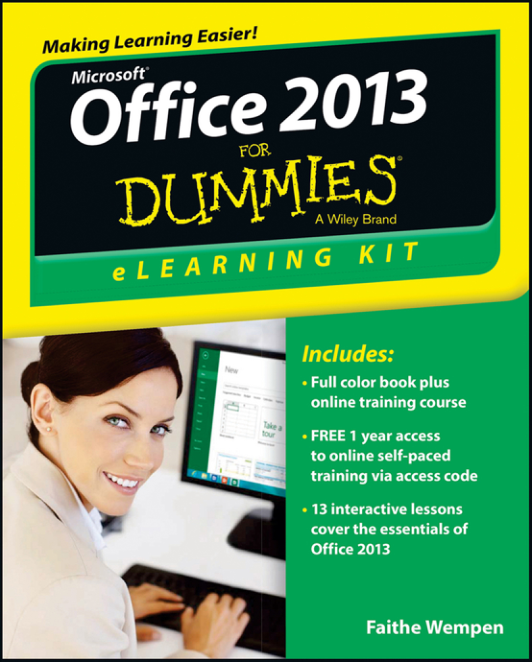 Making Learning Easier!
Microsoft®
Office 2013
FOR
DUMMIES®
A Wiley Brand
eLEARNING KIT
Includes:
• Full color book plus
online training course
• FREE 1 year access
to online self-paced
training via access code
• 13 interactive lessons
cover the essentials of
Office 2013
New
Take a
tour
Faithe Wempen